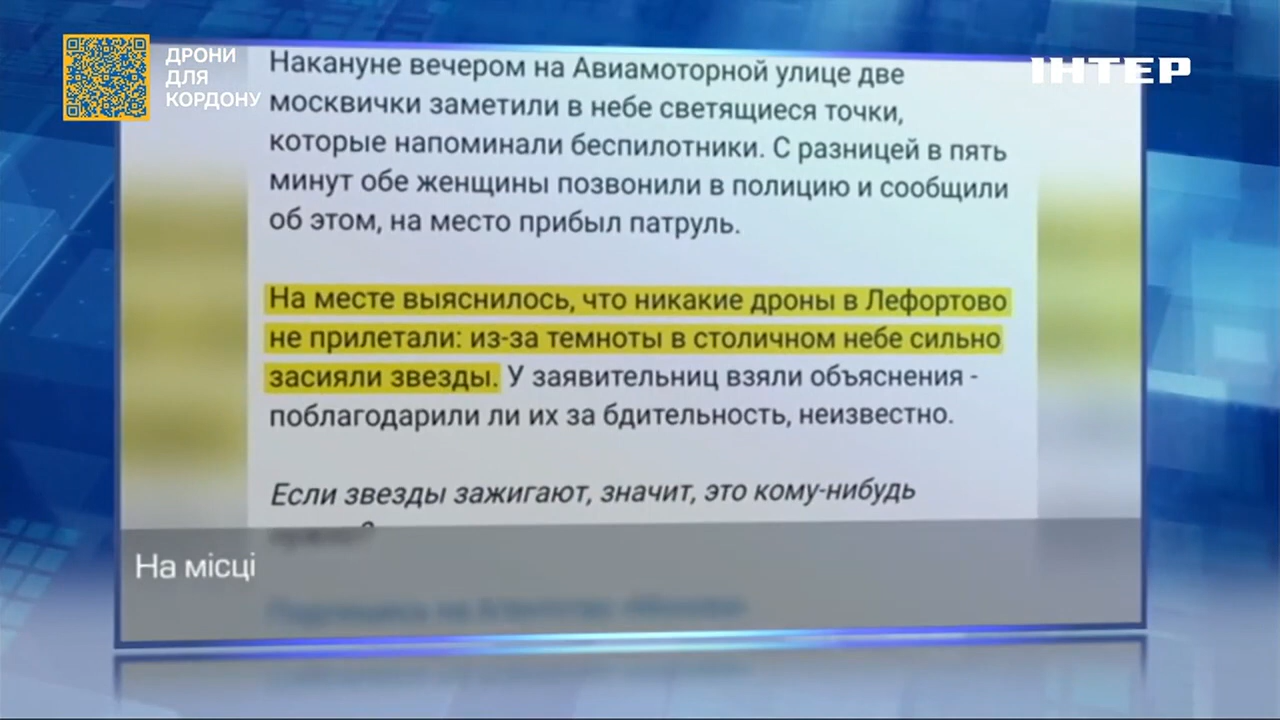 ДРОНИ
ДЛЯ
КОРДОНУ
ІНТЕР
Накануне вечером на Авиамоторной улице две
москвички заметили в небе светящиеся точки,
которые напоминали беспилотники. С разницей в пять
минут обе женщины позвонили в полицию и сообщили
об этом, на место прибыл патруль.
На месте выяснилось, что никакие дроны в Лефортово
не прилетали: из-за темноты в столичном небе сильно
засияли звезды. У заявительниц взяли объяснения -
поблагодарили ли их за бдительность, неизвестно.
Если звезды зажигают, значит, это кому-нибудь
На місці